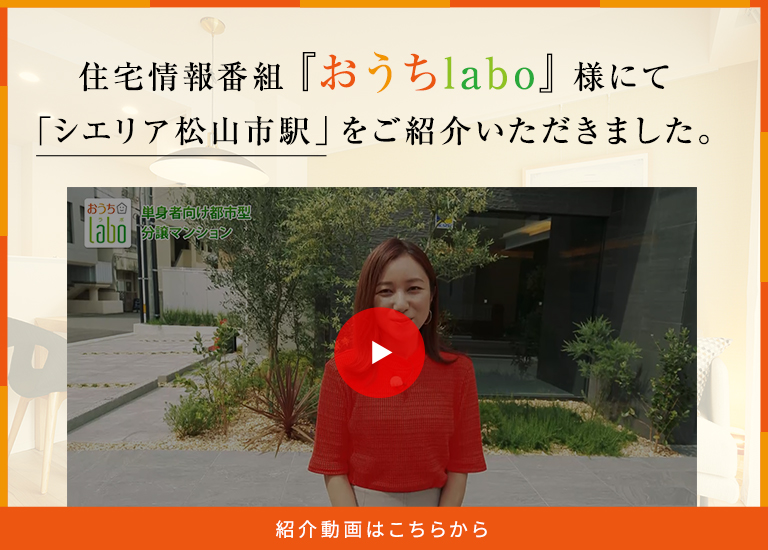 住宅情報番組『おうちlabo』様にて
「シエリア松山市駅」をご紹介いただきました。
おうち
labo
単身者向け都市型
分譲マンション
紹介動画はこちらから